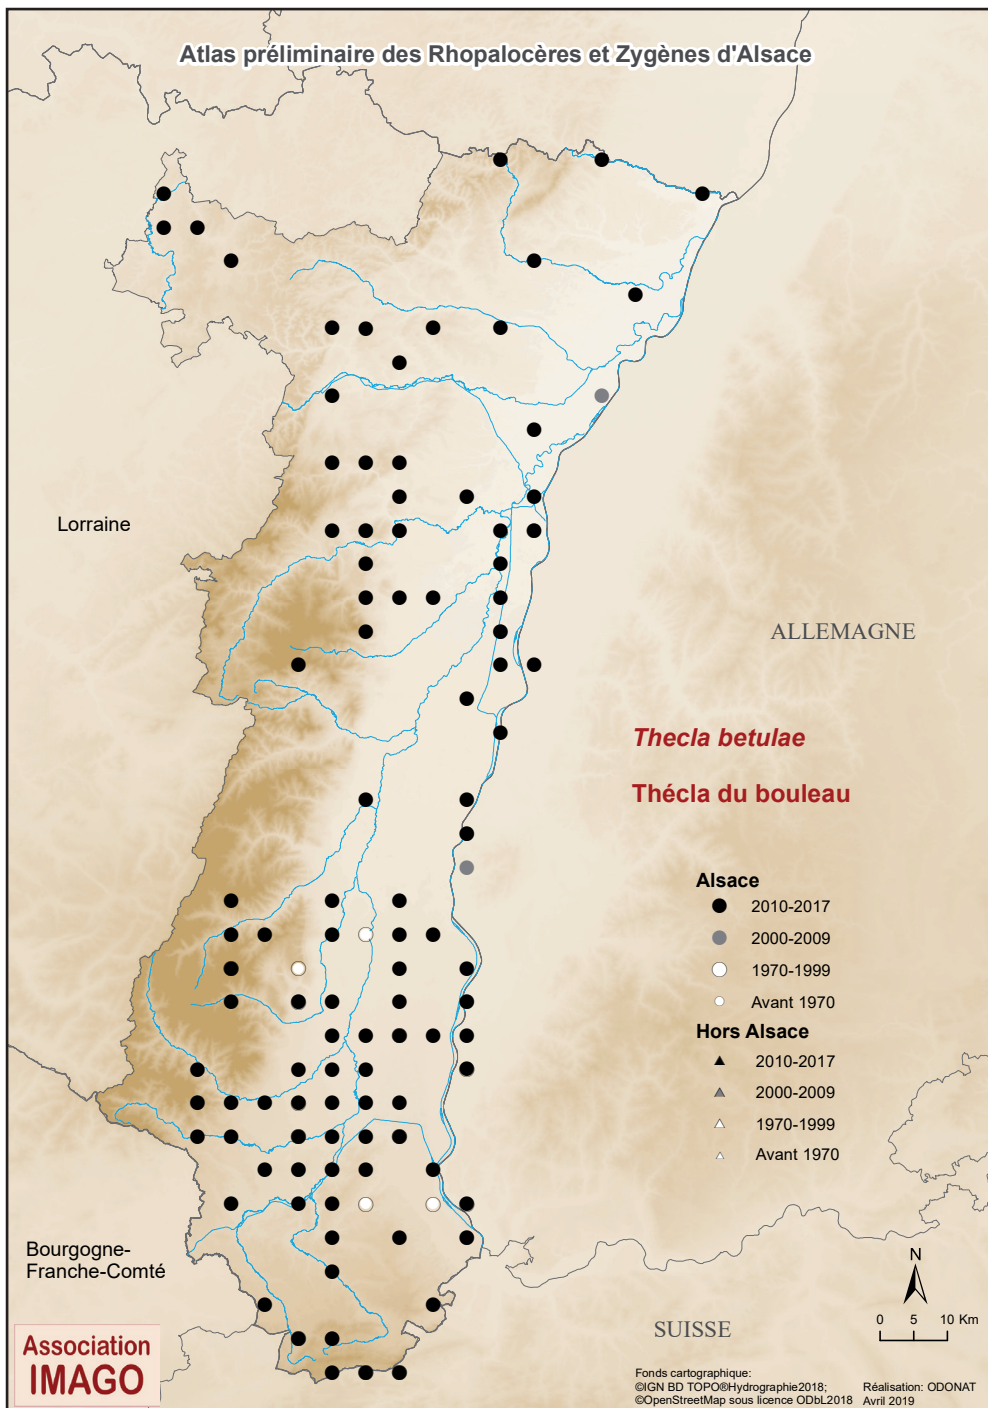 Atlas préliminaire des Rhopalocères et Zygènes d'Alsace
Lorraine
ALLEMAGNE
Thecla betulae
Thécla du bouleau
Alsace
2010-2017
2000-2009
1970-1999
Avant 1970
Hors Alsace
2010-2017
2000-2009
1970-1999
Avant 1970
Bourgogne-
Franche-Comté
N
0 5 10 Km
SUISSE
Association
IMAGO
Fonds cartographique:
©IGN BD TOPO®Hydrographie2018;
©OpenStreetMap sous licence ODbL2018
Réalisation: ODONAT
Avril 2019